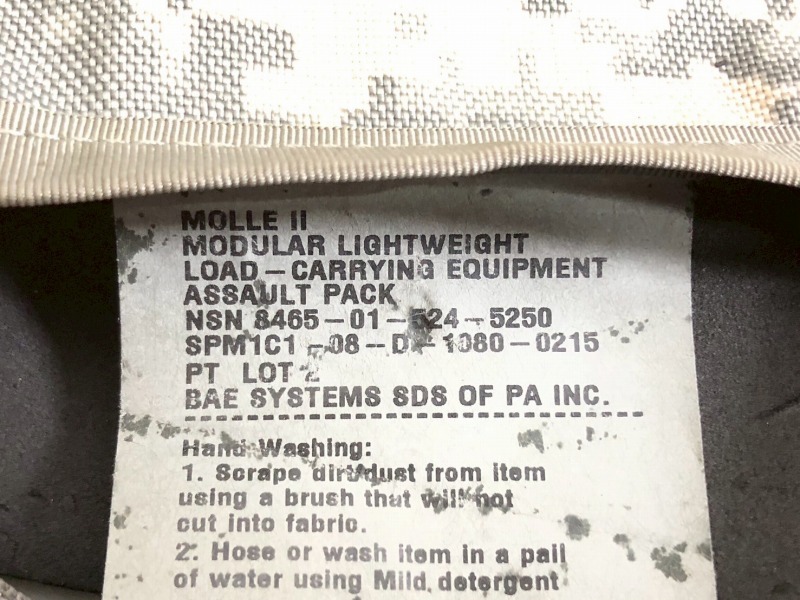 MOLLE II
MODULAR LIGHTWEIGHT
LOAD-CARRYING EQUIPMENT
ASSAULT PACK
NSN 8465-01-524-5250
SPM1C1-08-D-1080-0215
PT LOT 2
BAE SYSTEMS SDS OF PA INC.
Hand Washing:
1. Scrape dirt/dust from item
using a brush that will not
cut into fabric.
2. Hose or wash item in a pail
of water using Mild detergent